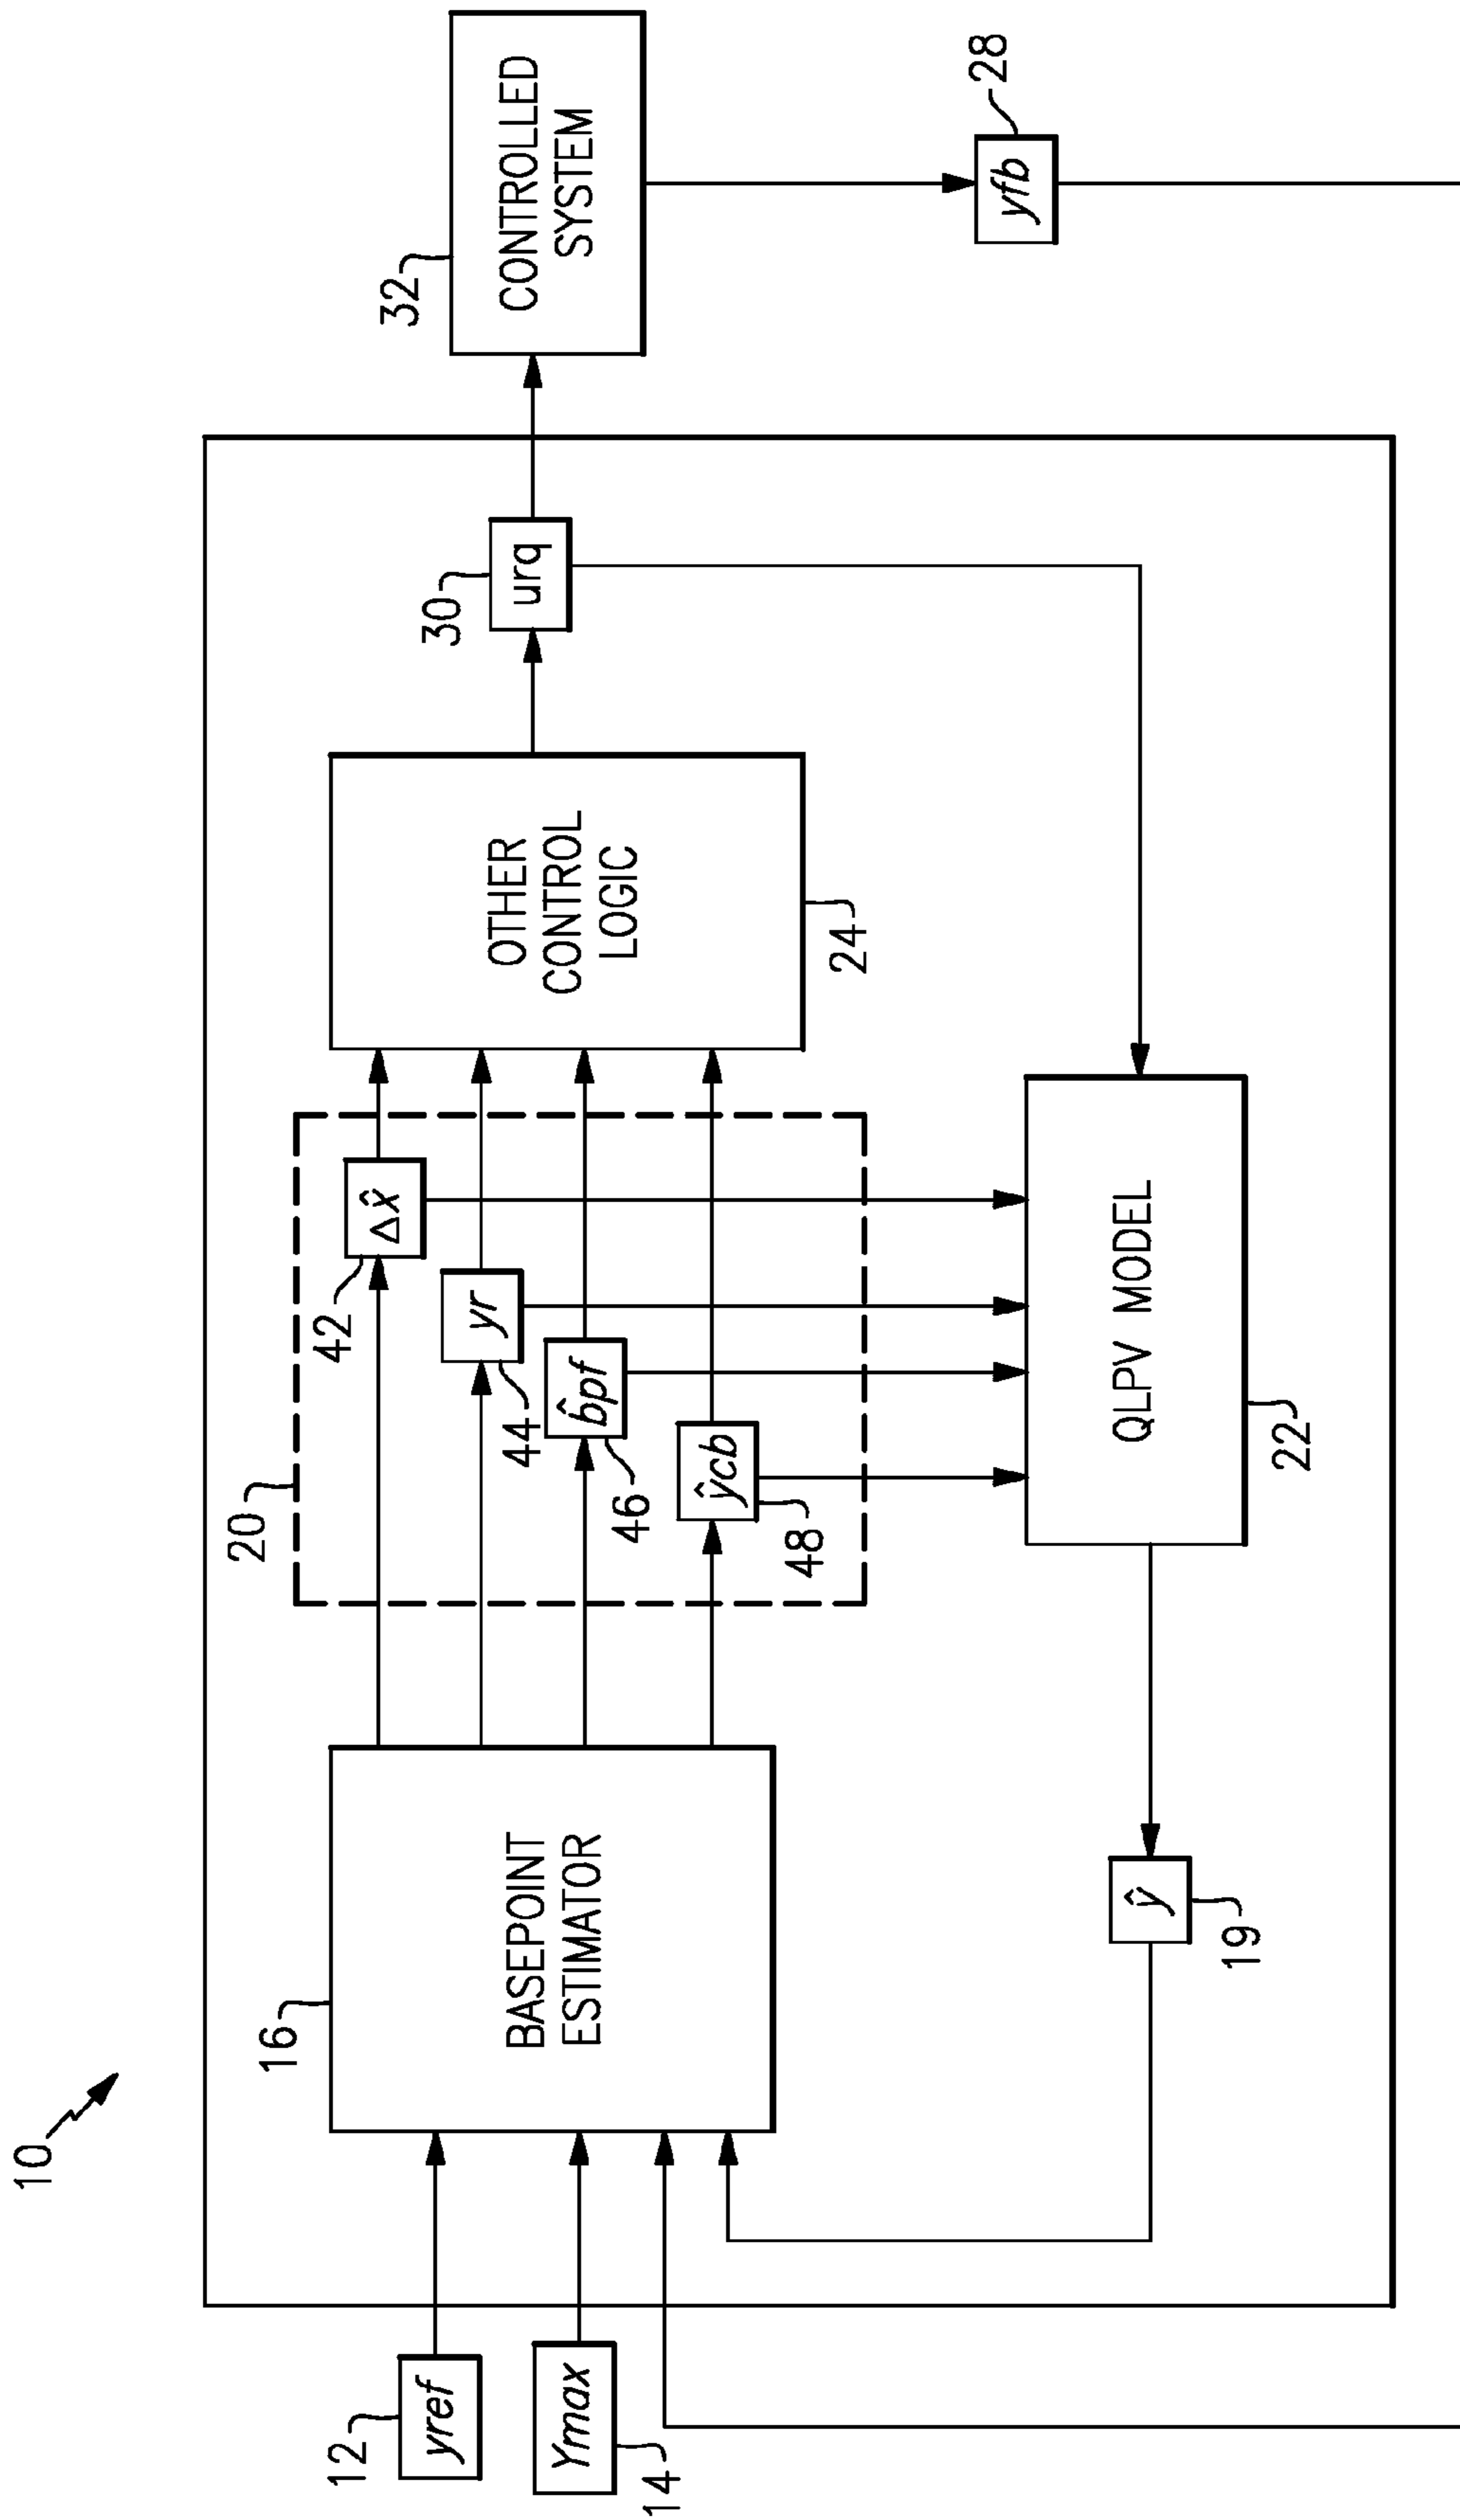 10
12
yref
Ymax
14
16
BASEPOINT
ESTIMATOR
ŷ
19
20
42
Δx̂
yr
44
b̂pf
46
ŷcb
48
QLPV MODEL
22
OTHER
CONTROL
LOGIC
24
30
urq
32
CONTROLLED
SYSTEM
yfb
28